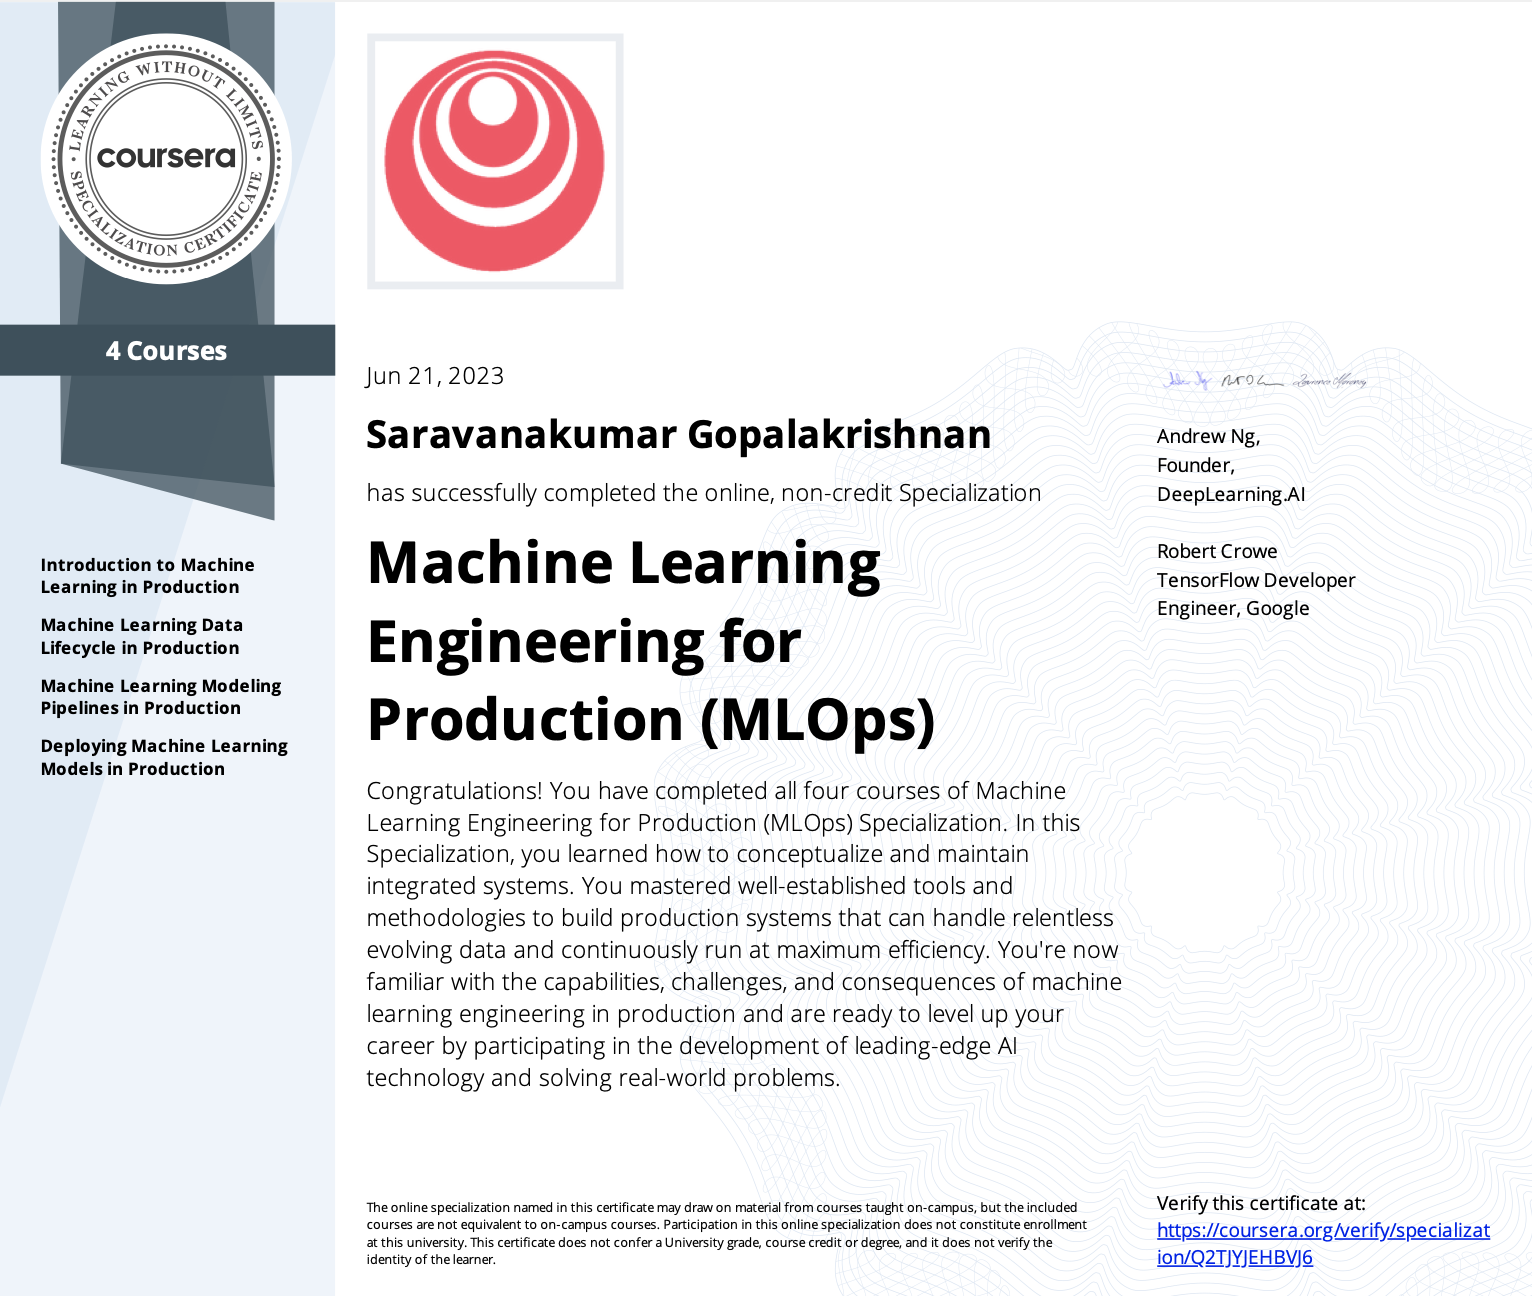 LEARNING WITHOUT LIMITS
coursera
SPECIALIZATION CERTIFICATE
4 Courses
Introduction to Machine
Learning in Production
Machine Learning Data
Lifecycle in Production
Machine Learning Modeling
Pipelines in Production
Deploying Machine Learning
Models in Production
Jun 21, 2023
Saravanakumar Gopalakrishnan
has successfully completed the online, non-credit Specialization
Machine Learning
Engineering for
Production (MLOps)
Congratulations! You have completed all four courses of Machine
Learning Engineering for Production (MLOps) Specialization. In this
Specialization, you learned how to conceptualize and maintain
integrated systems. You mastered well-established tools and
methodologies to build production systems that can handle relentless
evolving data and continuously run at maximum efficiency. You're now
familiar with the capabilities, challenges, and consequences of machine
learning engineering in production and are ready to level up your
career by participating in the development of leading-edge AI
technology and solving real-world problems.
Andrew Ng,
Founder,
DeepLearning.AI
Robert Crowe
TensorFlow Developer
Engineer, Google
The online specialization named in this certificate may draw on material from courses taught on-campus, but the included
courses are not equivalent to on-campus courses. Participation in this online specialization does not constitute enrollment
at this university. This certificate does not confer a University grade, course credit or degree, and it does not verify the
identity of the learner.
Verify this certificate at:
https://coursera.org/verify/specializat
ion/Q2TJYJEHBVJ6